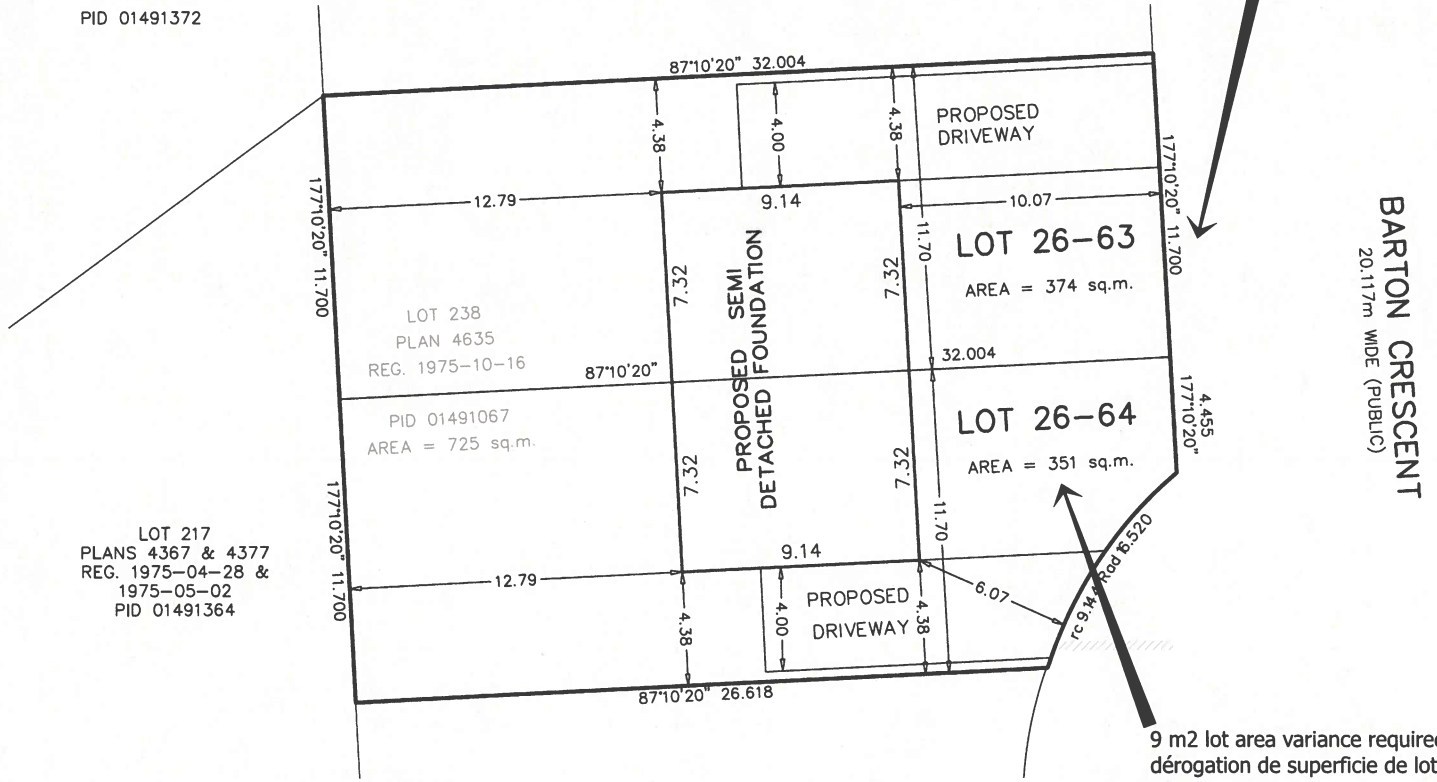 PID 01491372
87°10'20" 32.004
4.38
4.00
4.38
PROPOSED
DRIVEWAY
177°10'20" 11.700
12.79
9.14
10.07
177°10'20" 11.700
7.32
PROPOSED SEMI
DETACHED FOUNDATION
7.32
11.70
LOT 26-63
AREA = 374 sq.m.
BARTON CRESCENT
20.117m WIDE (PUBLIC)
LOT 238
PLAN 4635
REG. 1975-10-16
87°10'20"
32.004
PID 01491067
AREA = 725 sq.m.
4.455
177°10'20"
LOT 26-64
AREA = 351 sq.m.
7.32
7.32
11.70
177°10'20" 11.700
LOT 217
PLANS 4367 & 4377
REG. 1975-04-28 &
1975-05-02
PID 01491364
12.79
9.14
4.38
4.00
PROPOSED
DRIVEWAY
4.38
6.07
rc 9.144 Rad 16.520
87°10'20" 26.618
9 m2 lot area variance required
dérogation de superficie de lot